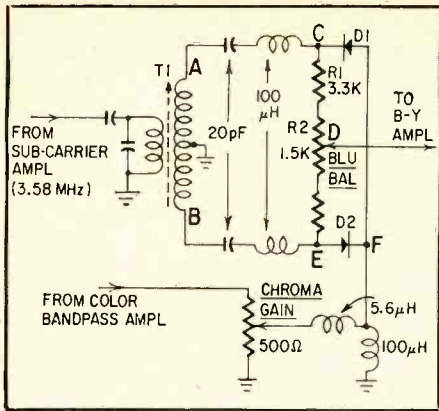 C
D1
A
T1
R1
3.3K
100
µH
TO
B-Y
AMPL
20pF
R2
D
1.5K
BLU
BAL
FROM
SUB-CARRIER
AMPL
(3.58 MHz)
B
E
D2
F
FROM COLOR
BANDPASS AMPL
CHROMA
GAIN
500Ω
5.6µH
100µH